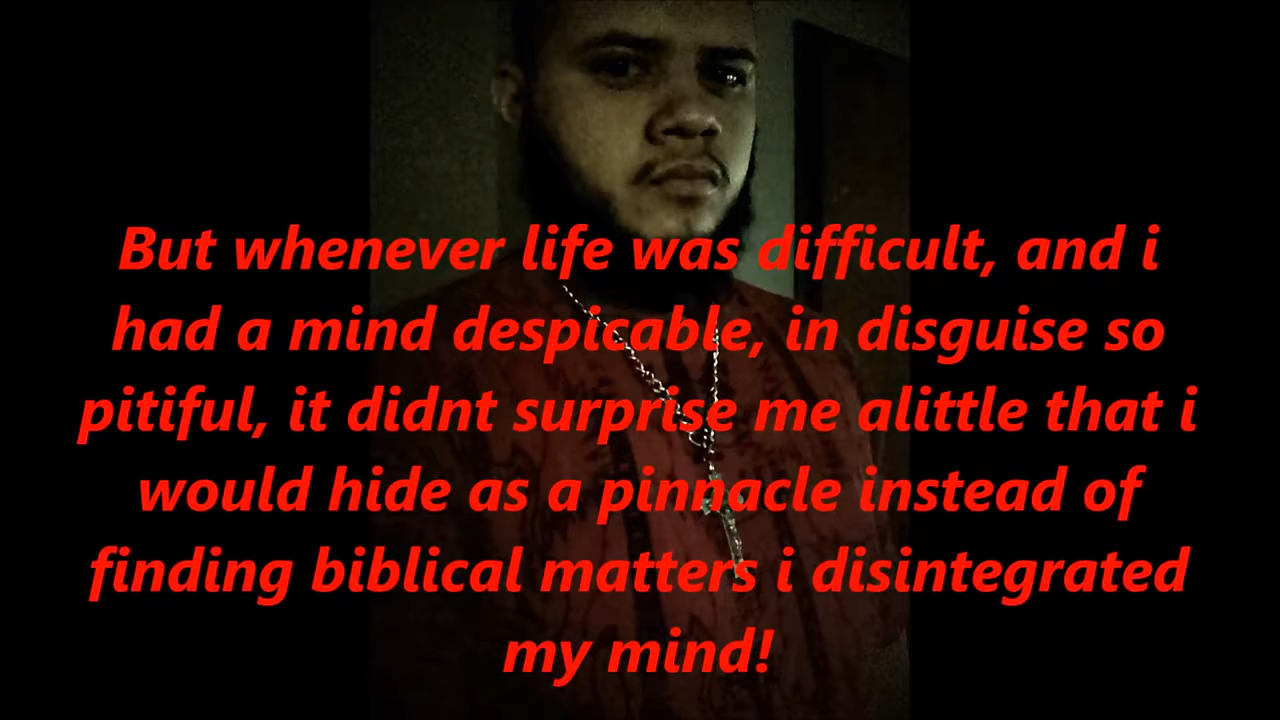 But whenever life was difficult, and i
had a mind despicable, in disguise so
pitiful, it didnt surprise me alittle that i
would hide as a pinnacle instead of
finding biblical matters i disintegrated
my mind!